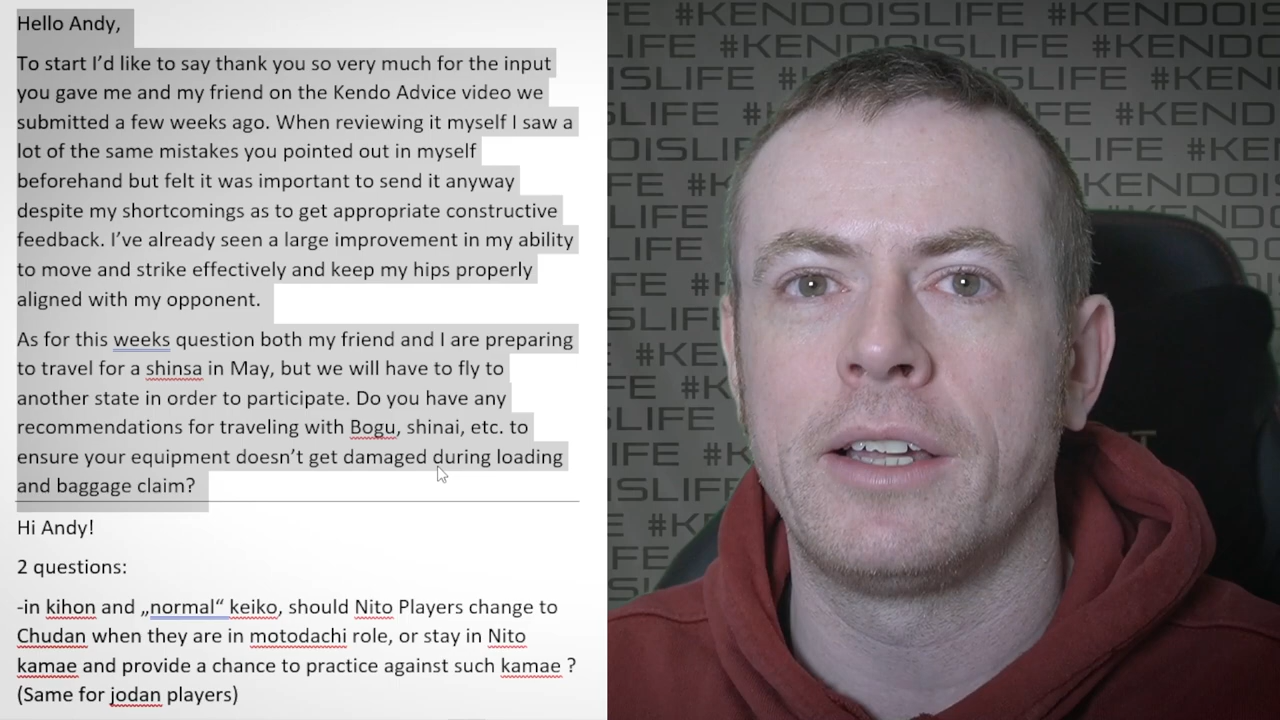 Hello Andy,
To start I’d like to say thank you so very much for the input
you gave me and my friend on the Kendo Advice video we
submitted a few weeks ago. When reviewing it myself I saw a
lot of the same mistakes you pointed out in myself
beforehand but felt it was important to send it anyway
despite my shortcomings as to get appropriate constructive
feedback. I’ve already seen a large improvement in my ability
to move and strike effectively and keep my hips properly
aligned with my opponent.
As for this weeks question both my friend and I are preparing
to travel for a shinsa in May, but we will have to fly to
another state in order to participate. Do you have any
recommendations for traveling with Bogu, shinai, etc. to
ensure your equipment doesn’t get damaged during loading
and baggage claim?
Hi Andy!
2 questions:
-in kihon and „normal“ keiko, should Nito Players change to
Chudan when they are in motodachi role, or stay in Nito
kamae and provide a chance to practice against such kamae ?
(Same for jodan players)
#KENDOISLIFE #KENDOIS
LIFE #KENDOISLIFE #KENDO
ISLIFE #KENDOISLIFE #KEN